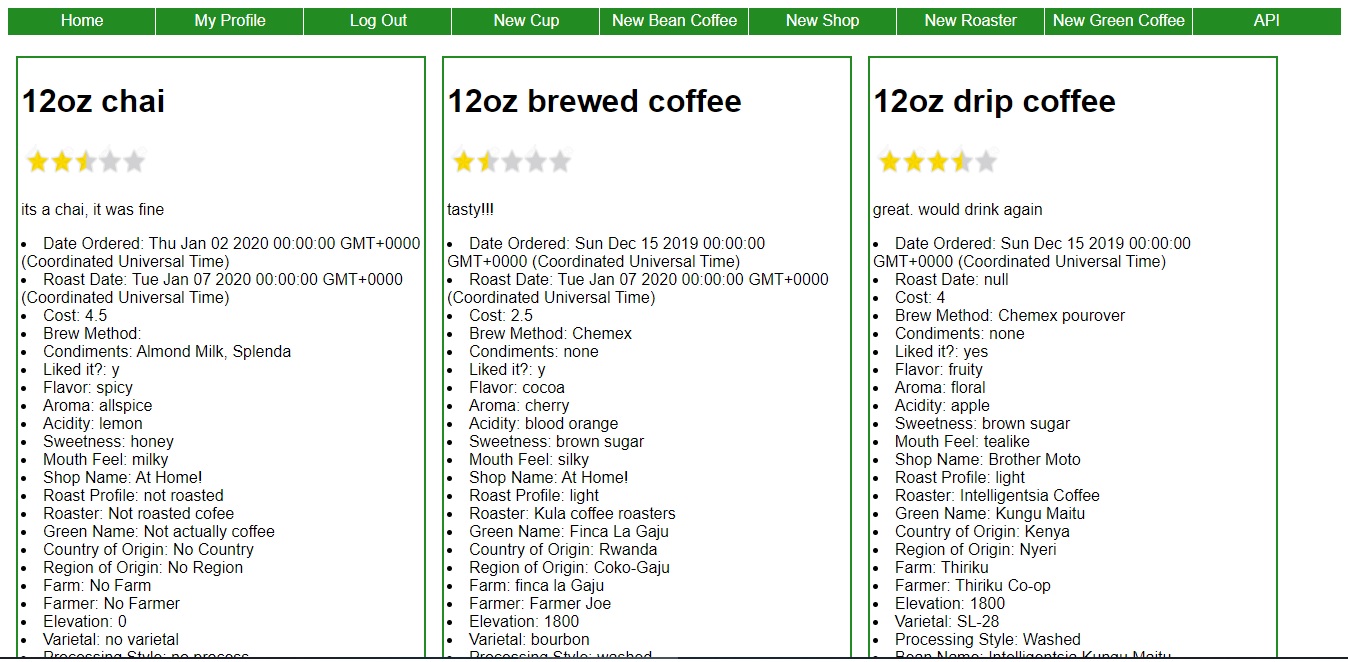 Home My Profile Log Out New Cup New Bean Coffee New Shop New Roaster New Green Coffee API
12oz chai
its a chai, it was fine
Date Ordered: Thu Jan 02 2020 00:00:00 GMT+0000
(Coordinated Universal Time)
Roast Date: Tue Jan 07 2020 00:00:00 GMT+0000
(Coordinated Universal Time)
Cost: 4.5
Brew Method:
Condiments: Almond Milk, Splenda
Liked it?: y
Flavor: spicy
Aroma: allspice
Acidity: lemon
Sweetness: honey
Mouth Feel: milky
Shop Name: At Home!
Roast Profile: not roasted
Roaster: Not roasted cofee
Green Name: Not actually coffee
Country of Origin: No Country
Region of Origin: No Region
Farm: No Farm
Farmer: No Farmer
Elevation: 0
Varietal: no varietal
Processing Style: no process
12oz brewed coffee
tasty!!!
Date Ordered: Sun Dec 15 2019 00:00:00
GMT+0000 (Coordinated Universal Time)
Roast Date: Tue Jan 07 2020 00:00:00 GMT+0000
(Coordinated Universal Time)
Cost: 2.5
Brew Method: Chemex
Condiments: none
Liked it?: y
Flavor: cocoa
Aroma: cherry
Acidity: blood orange
Sweetness: brown sugar
Mouth Feel: silky
Shop Name: At Home!
Roast Profile: light
Roaster: Kula coffee roasters
Green Name: Finca La Gaju
Country of Origin: Rwanda
Region of Origin: Coko-Gaju
Farm: finca la Gaju
Farmer: Farmer Joe
Elevation: 1800
Varietal: bourbon
Processing Style: washed
12oz drip coffee
great. would drink again
Date Ordered: Sun Dec 15 2019 00:00:00
GMT+0000 (Coordinated Universal Time)
Roast Date: null
Cost: 4
Brew Method: Chemex pourover
Condiments: none
Liked it?: yes
Flavor: fruity
Aroma: floral
Acidity: apple
Sweetness: brown sugar
Mouth Feel: tealike
Shop Name: Brother Moto
Roast Profile: light
Roaster: Intelligentsia Coffee
Green Name: Kungu Maitu
Country of Origin: Kenya
Region of Origin: Nyeri
Farm: Thiriku
Farmer: Thiriku Co-op
Elevation: 1800
Varietal: SL-28
Processing Style: Washed
Bean Name: Intelligentsia Kungu Maitu